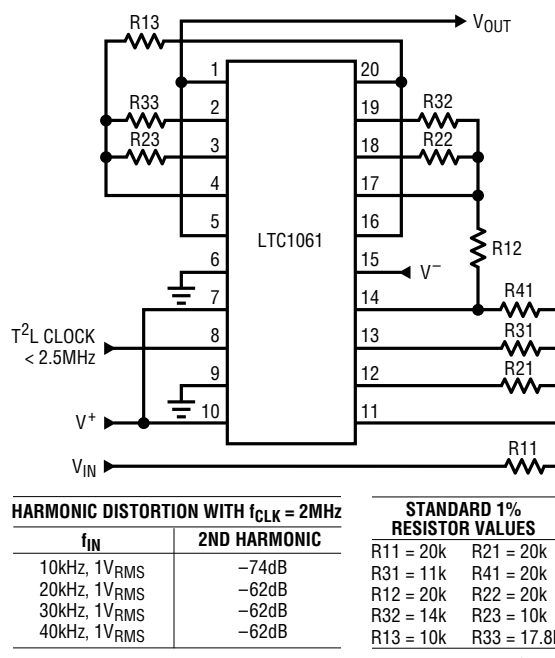 R13
V OUT
1
20
R33
2
19
R32
R23
3
18
R22
4
17
5
16
LTC1061
R12
6
15
V−
7
14
R41
T2L CLOCK
< 2.5MHz
8
13
R31
9
12
R21
V+
10
11
VIN
R11
HARMONIC DISTORTION WITH fCLK = 2MHz
fIN 2ND HARMONIC
10kHz, 1VRMS –74dB
20kHz, 1VRMS –62dB
30kHz, 1VRMS –62dB
40kHz, 1VRMS –62dB
STANDARD 1%
RESISTOR VALUES
R11 = 20k R21 = 20k
R31 = 11k R41 = 20k
R12 = 20k R22 = 20k
R32 = 14k R23 = 10k
R13 = 10k R33 = 17.8